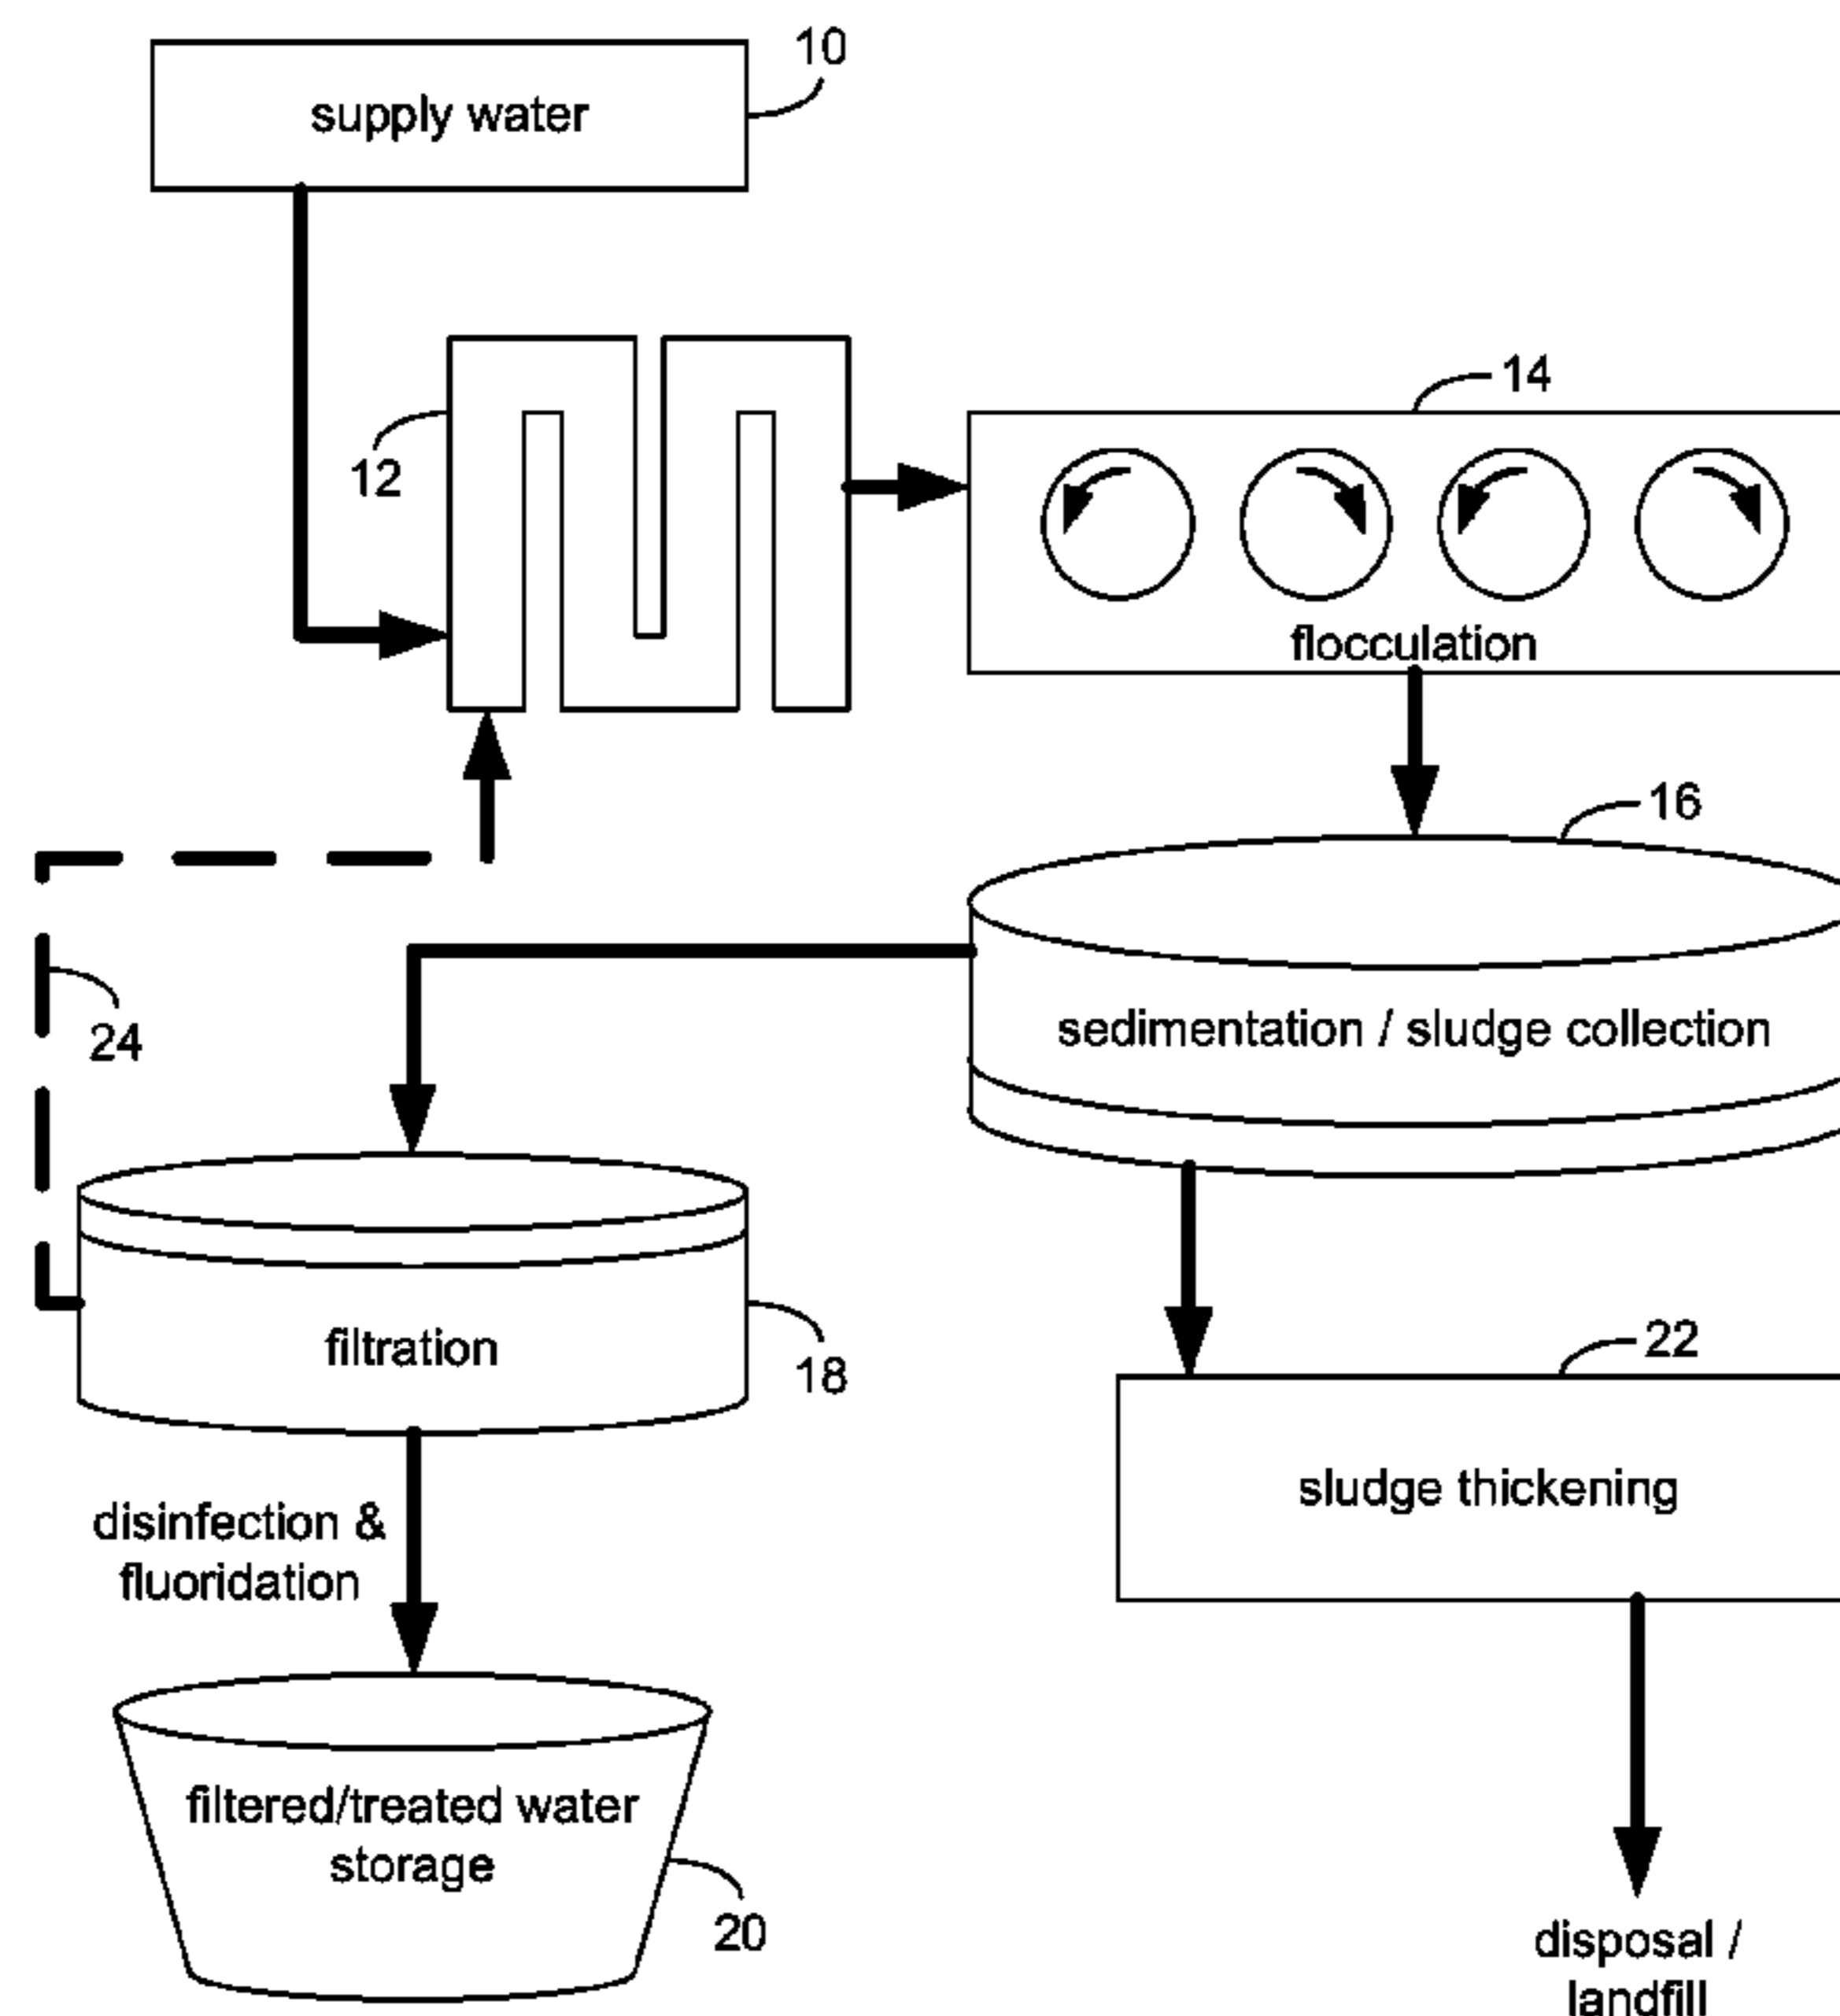 10
supply water
14
12
flocculation
16
24
sedimentation / sludge collection
22
filtration
18
sludge thickening
disinfection &
fluoridation
filtered/treated water
storage
20
disposal /
landfill